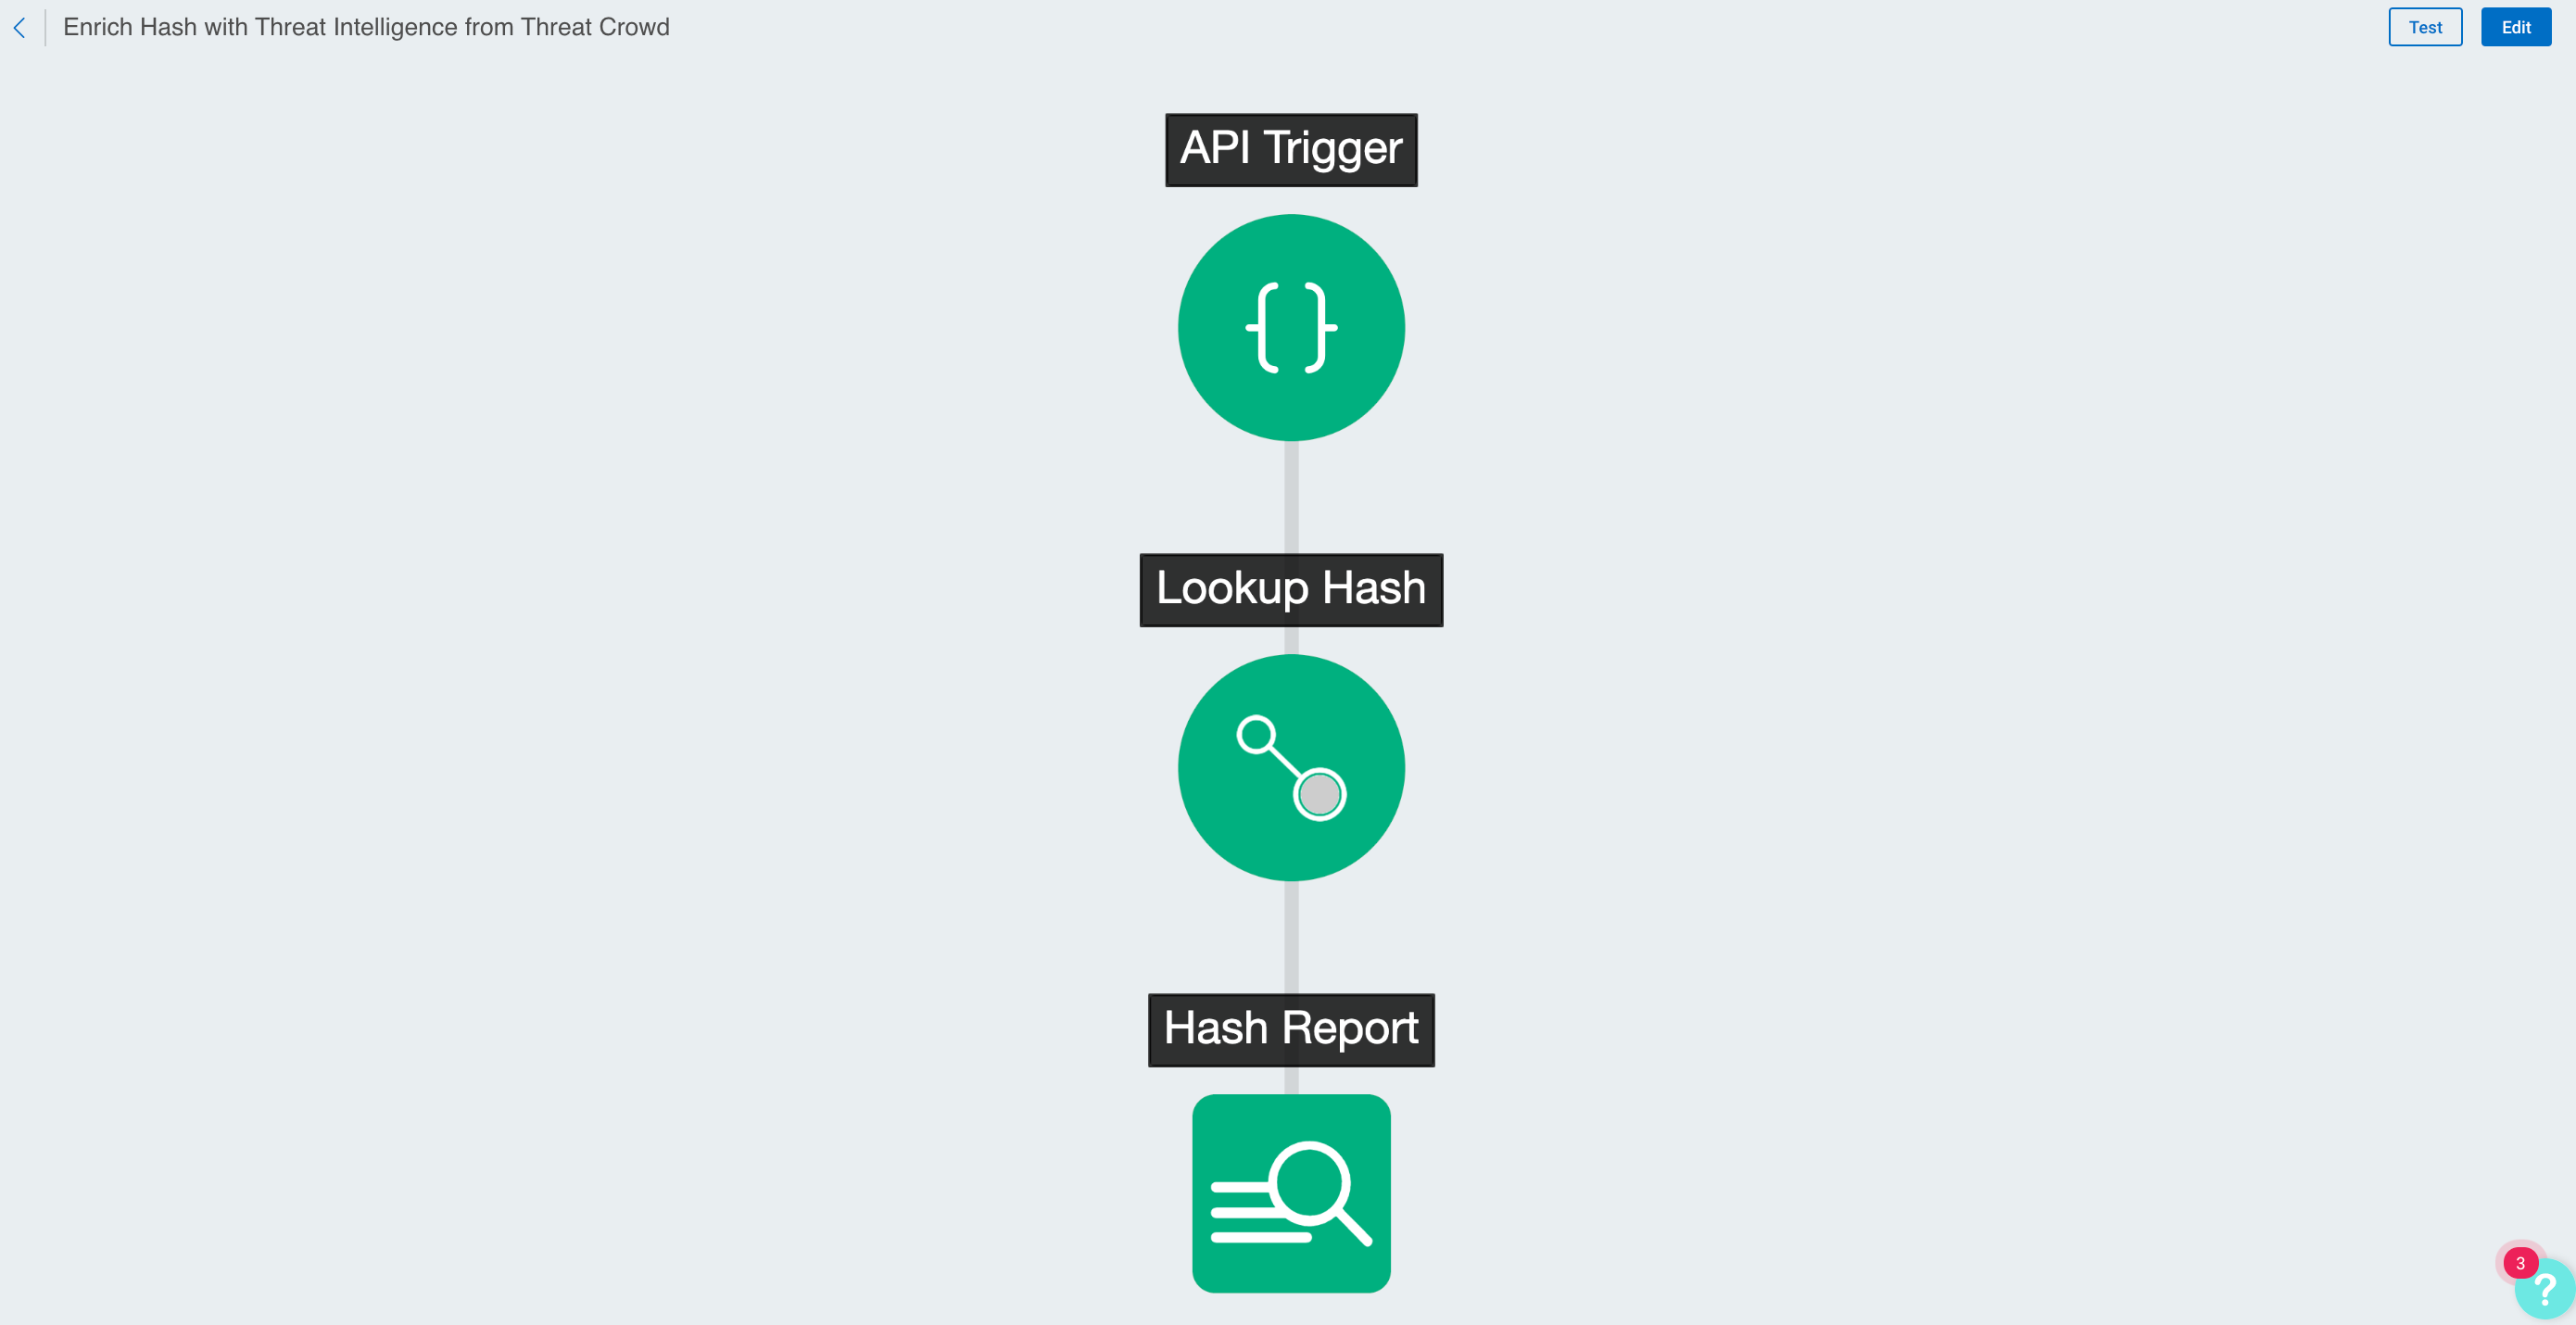 Enrich Hash with Threat Intelligence from Threat Crowd
Test
Edit
API Trigger
{ }
Lookup Hash
Hash Report
3
?